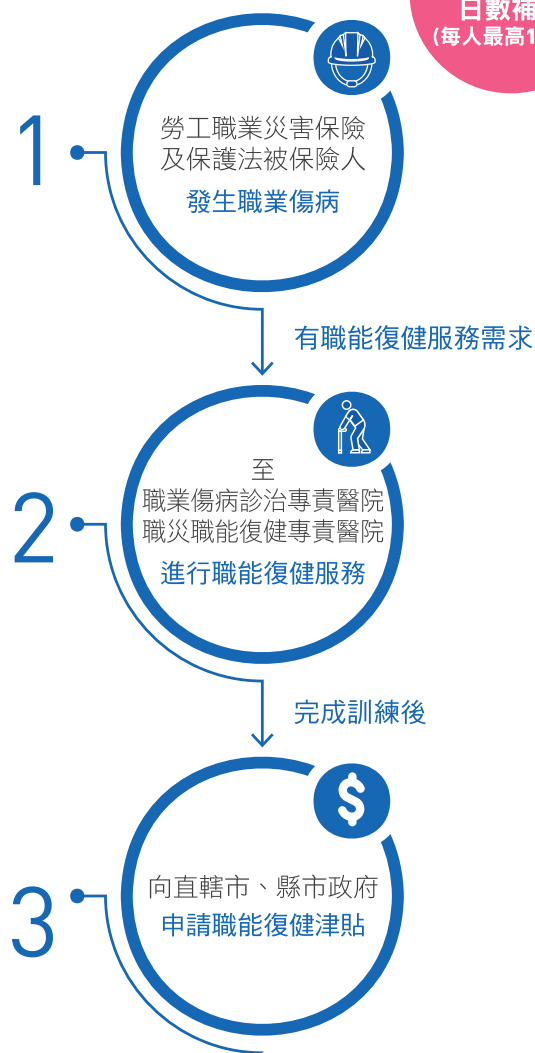 日數補
(每人最高1
1
勞工職業災害保險
及保護法被保險人
發生職業傷病
有職能復健服務需求
2
至
職業傷病診治專責醫院
職災職能復健專責醫院
進行職能復健服務
完成訓練後
3
向直轄市、縣市政府
申請職能復健津貼